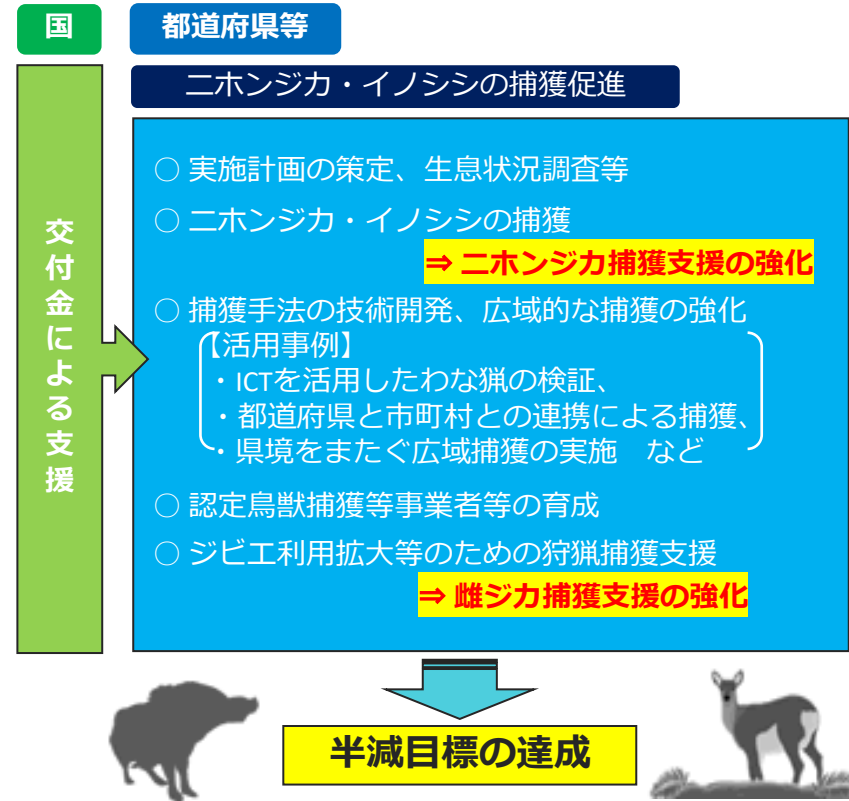 国
都道府県等
ニホンジカ・イノシシの捕獲促進
交付金による支援
○ 実施計画の策定、生息状況調査等
○ ニホンジカ・イノシシの捕獲
⇒ ニホンジカ捕獲支援の強化
○ 捕獲手法の技術開発、広域的な捕獲の強化
【活用事例】
・ICTを活用したわな猟の検証、
・都道府県と市町村との連携による捕獲、
・県境をまたぐ広域捕獲の実施　など
○ 認定鳥獣捕獲等事業者等の育成
○ ジビエ利用拡大等のための狩猟捕獲支援
⇒ 雌ジカ捕獲支援の強化
半減目標の達成